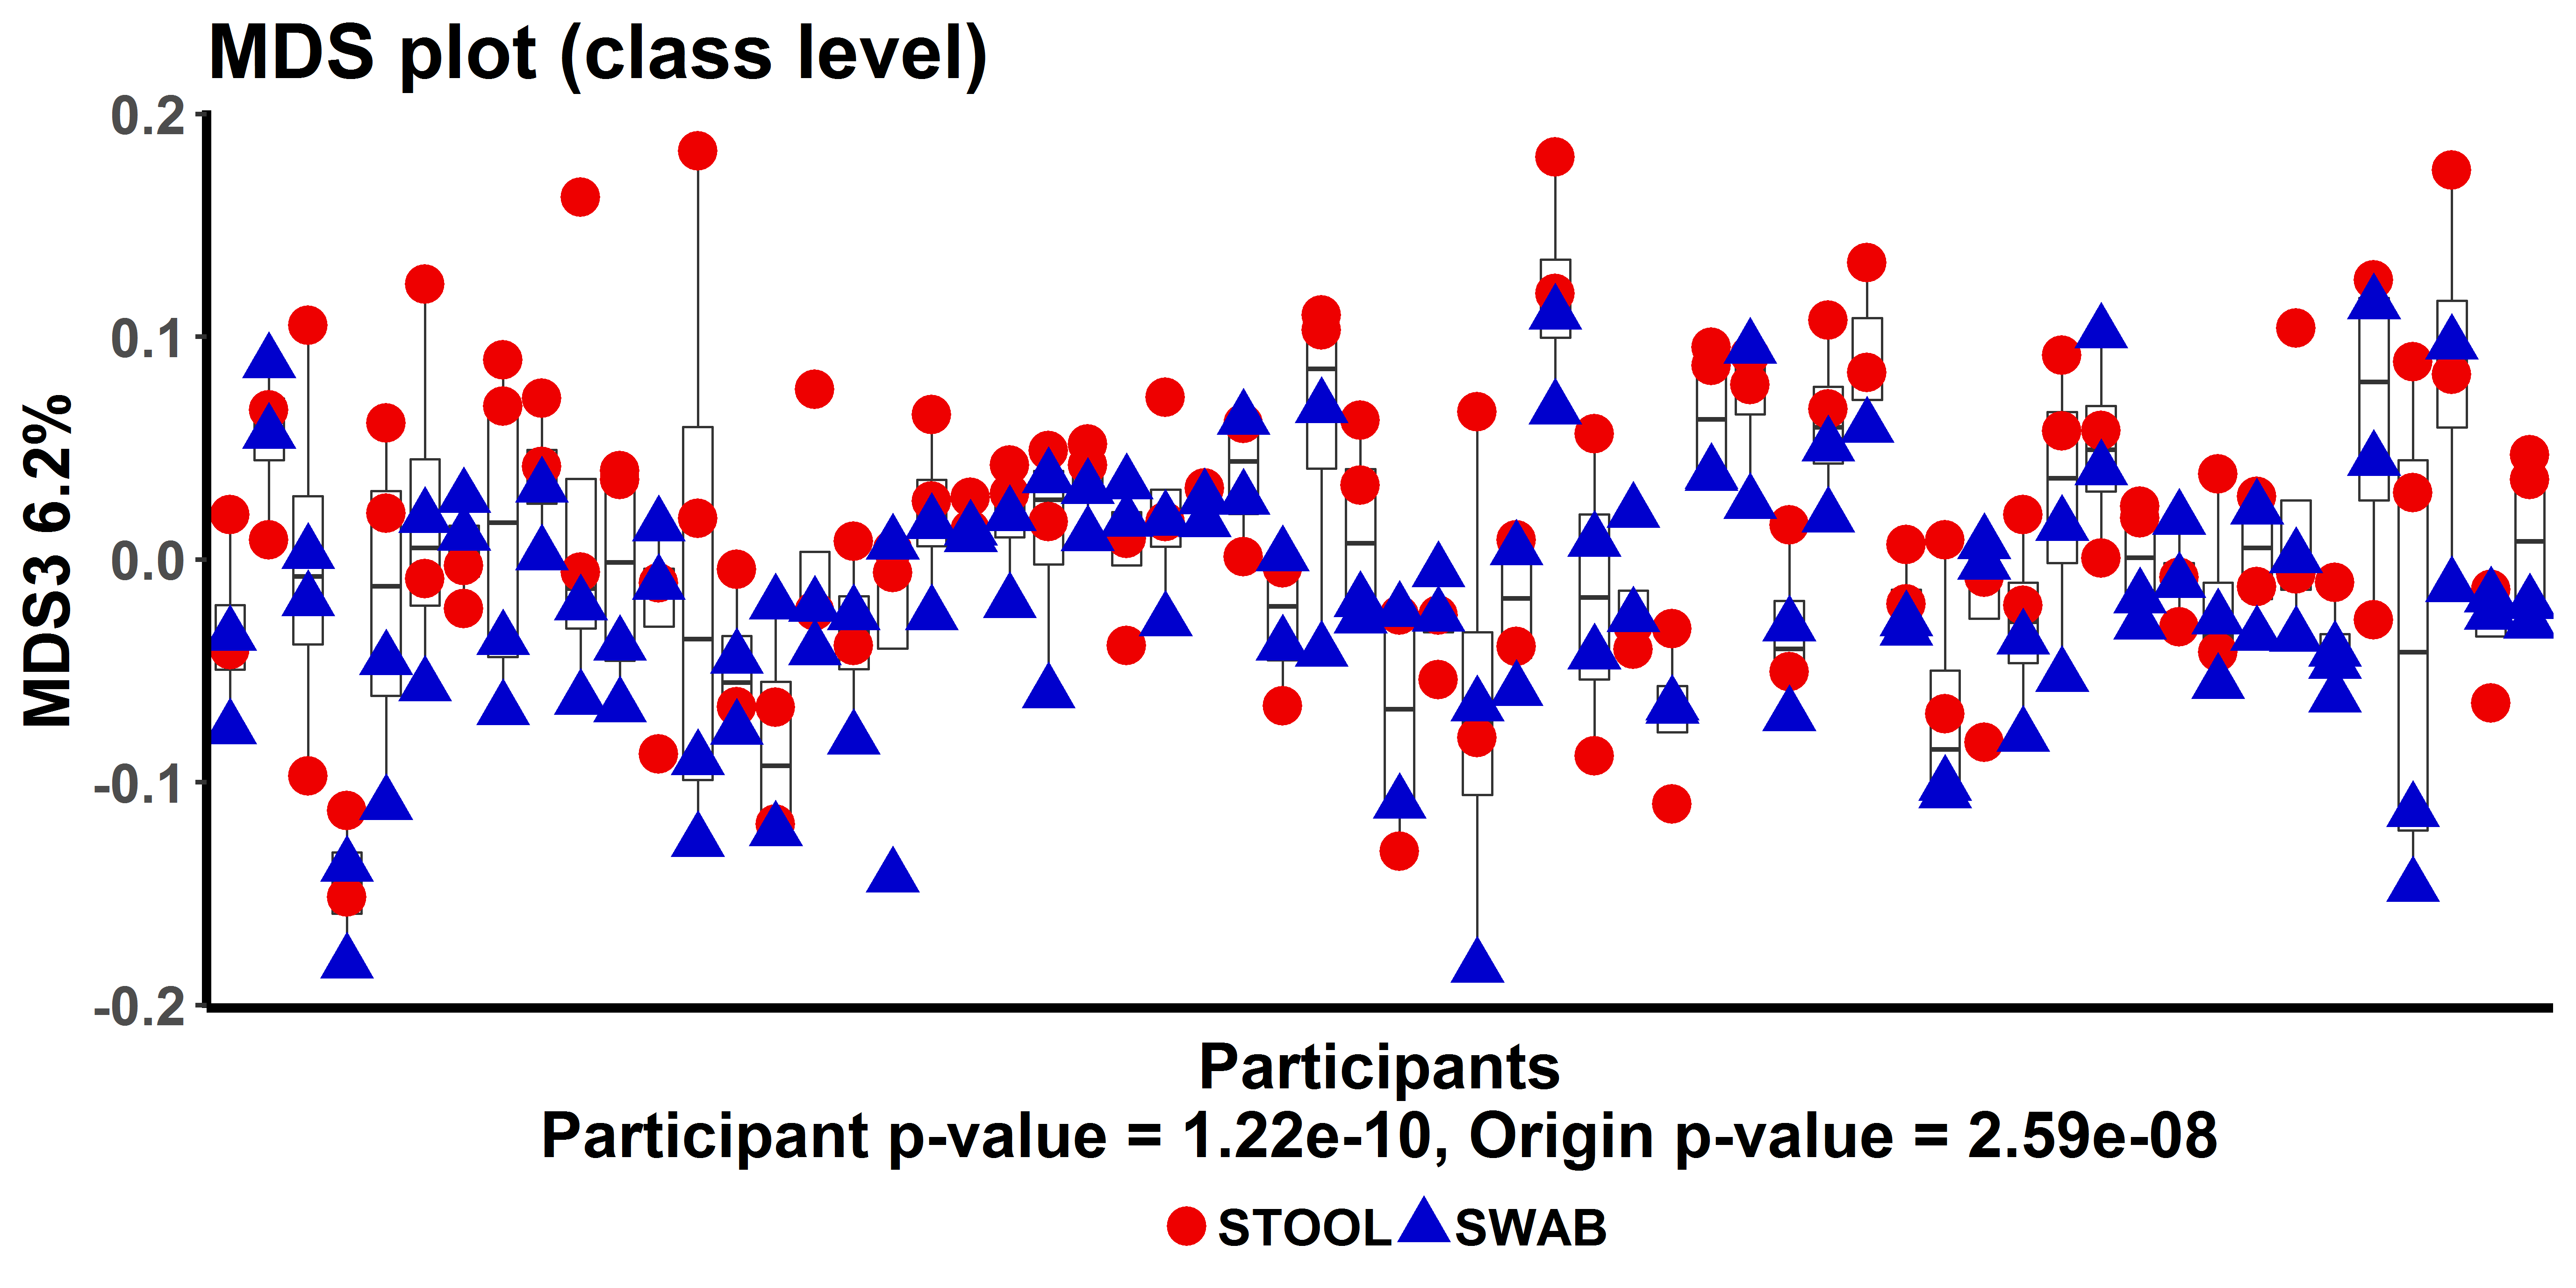 MDS plot (class level)
0.2
0.1
0.0
-0.1
-0.2
MDS3 6.2%
Participants
Participant p-value = 1.22e-10, Origin p-value = 2.59e-08
STOOL SWAB